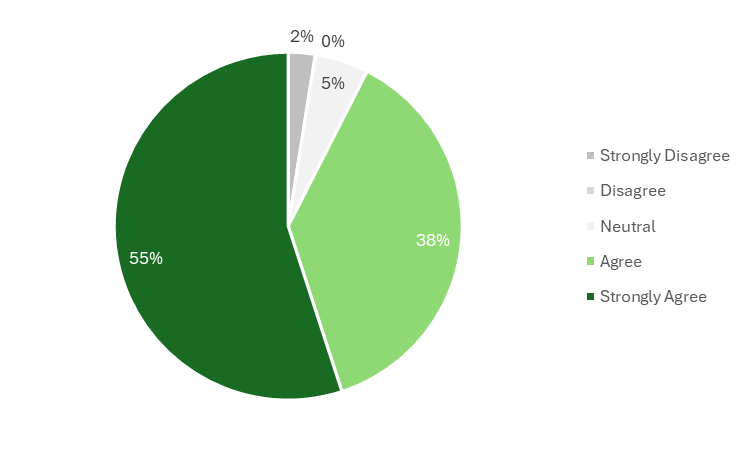 2%
0%
5%
38%
55%
Strongly Disagree
Disagree
Neutral
Agree
Strongly Agree